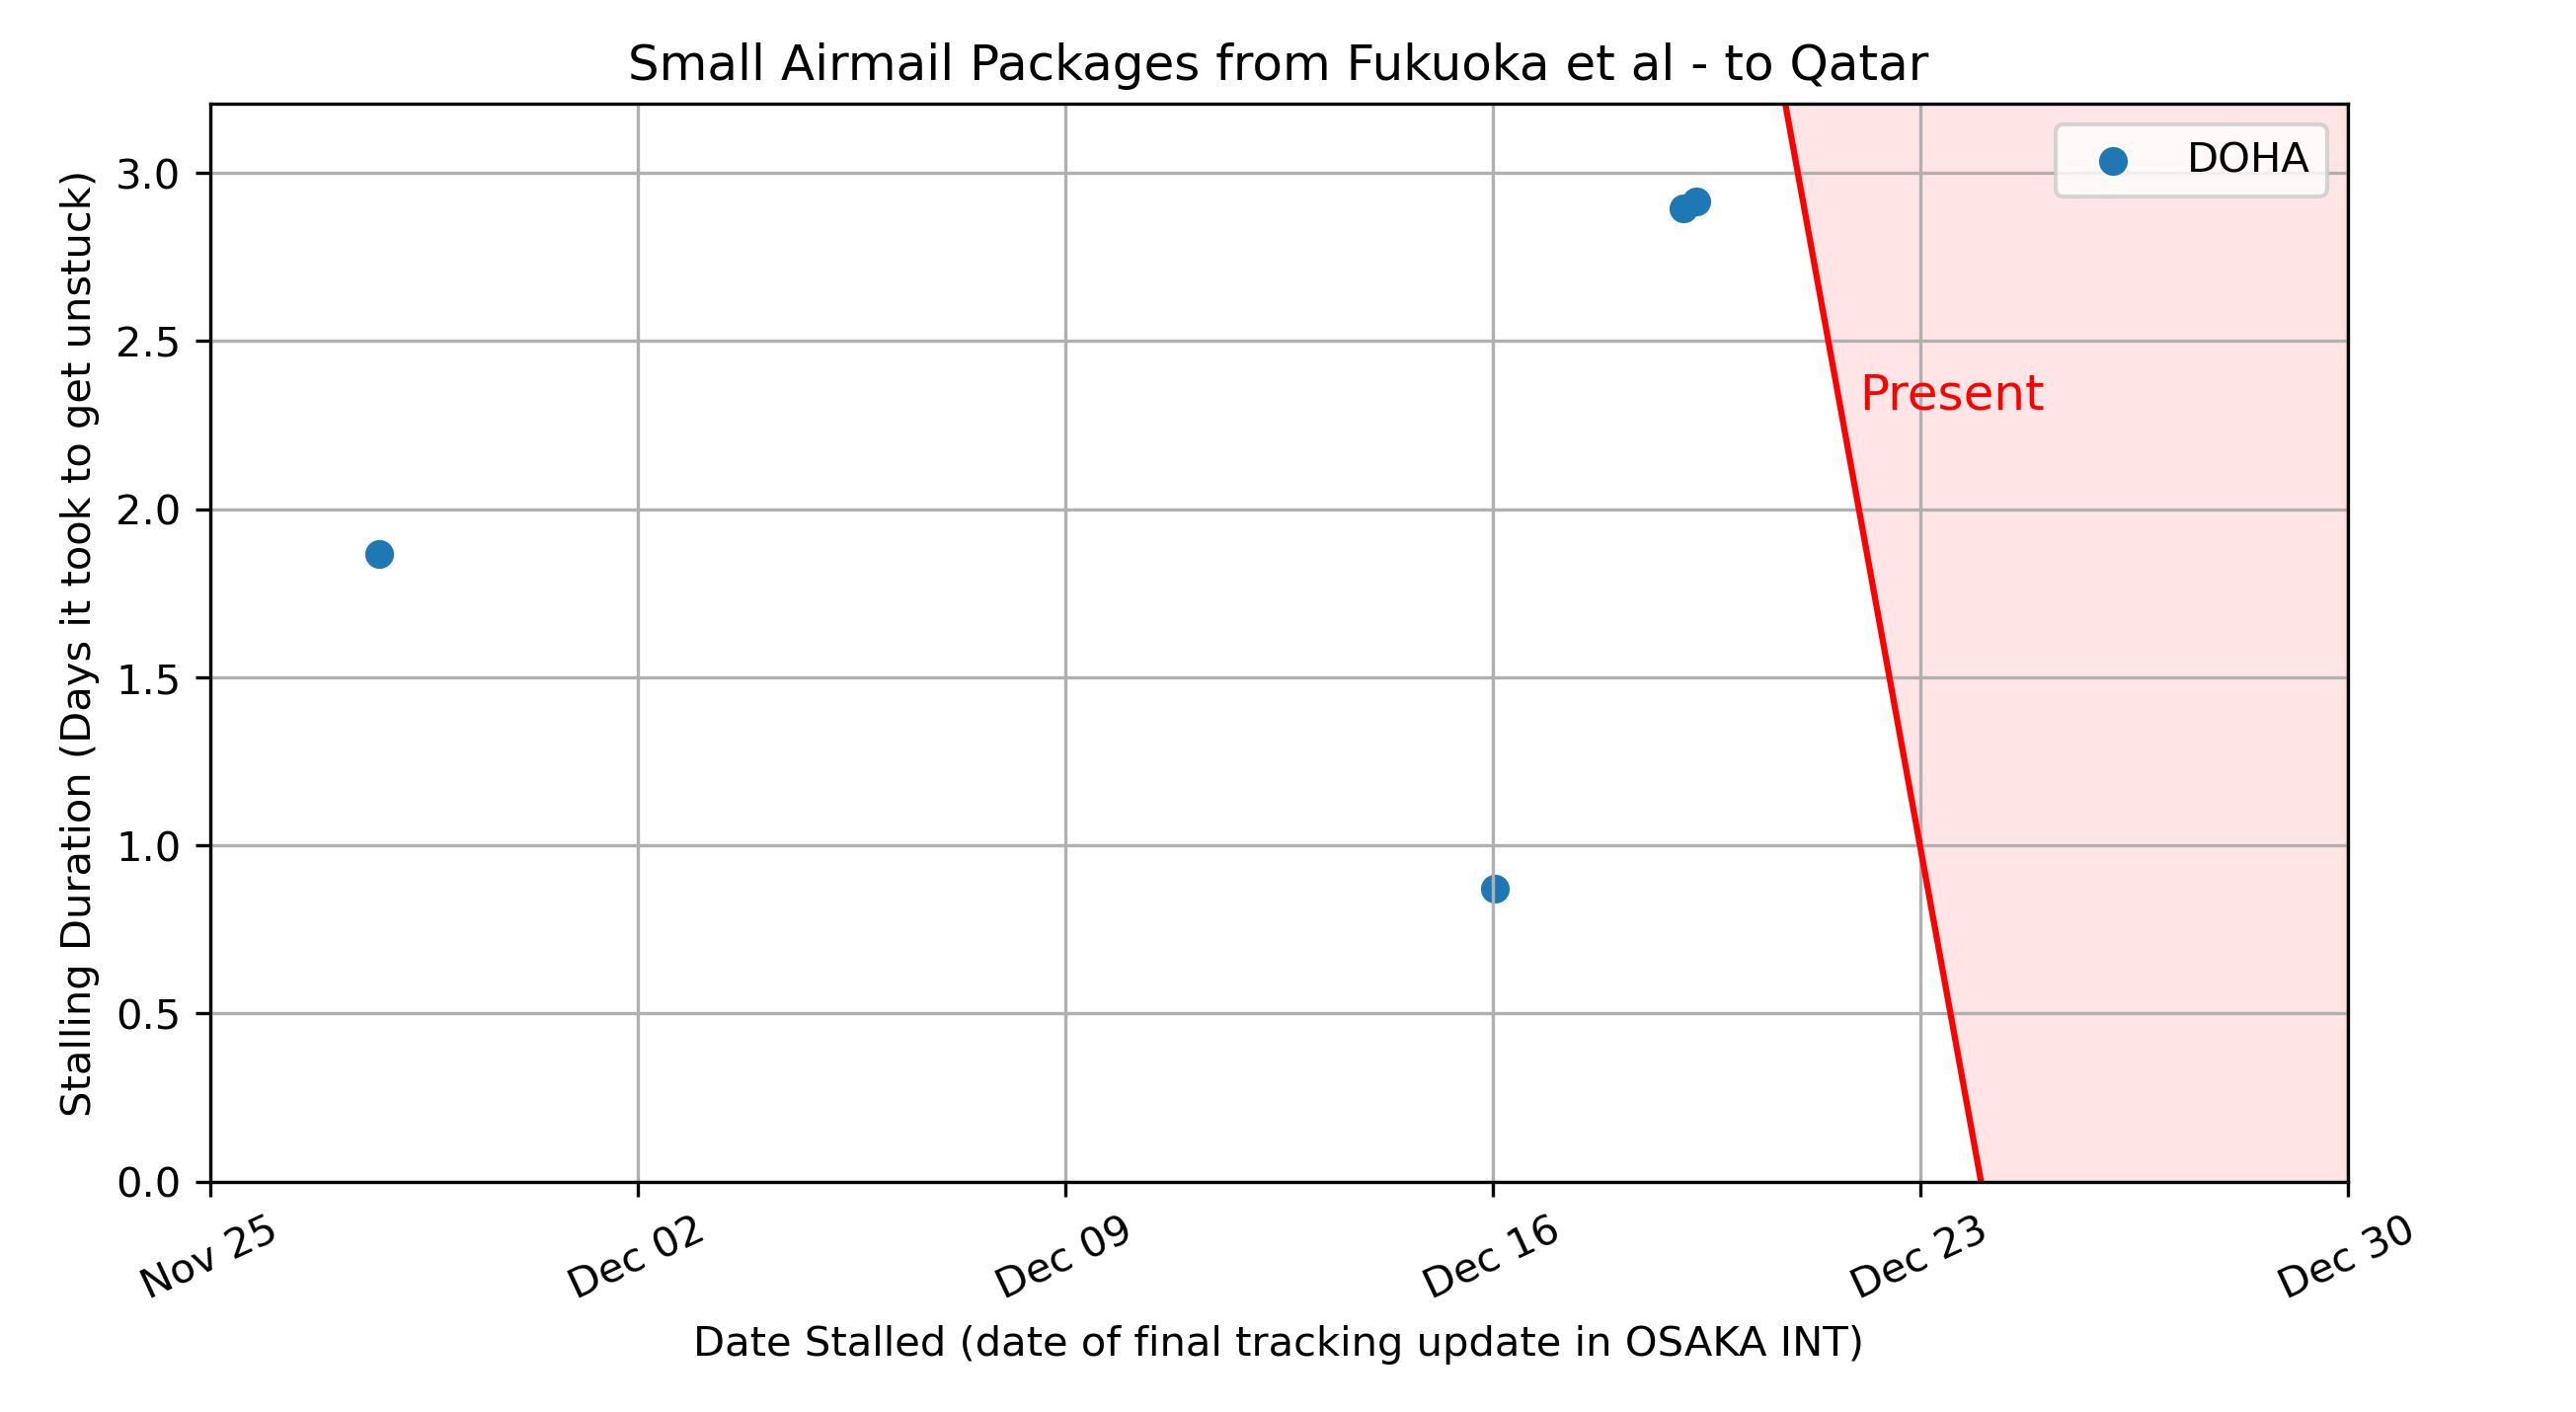 Small Airmail Packages from Fukuoka et al - to Qatar
Stalling Duration (Days it took to get unstuck)
3.0
2.5
2.0
1.5
1.0
0.5
0.0
DOHA
Present
Nov 25
Dec 02
Dec 09
Dec 16
Dec 23
Dec 30
Date Stalled (date of final tracking update in OSAKA INT)